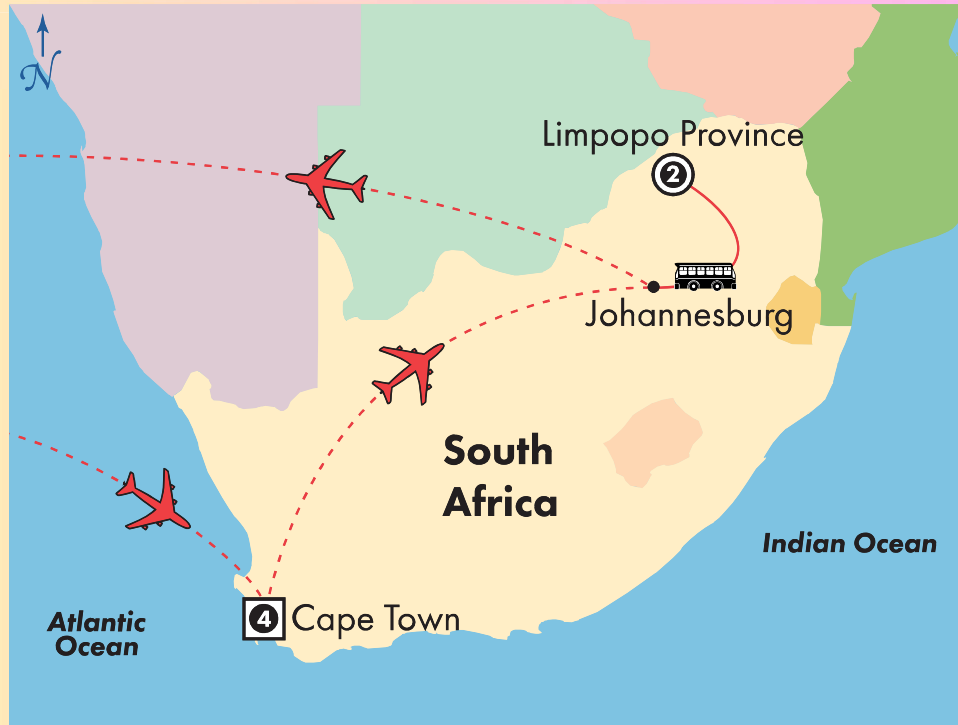 N
Limpopo Province
2
Johannesburg
South
Africa
Indian Ocean
4 Cape Town
Atlantic
Ocean